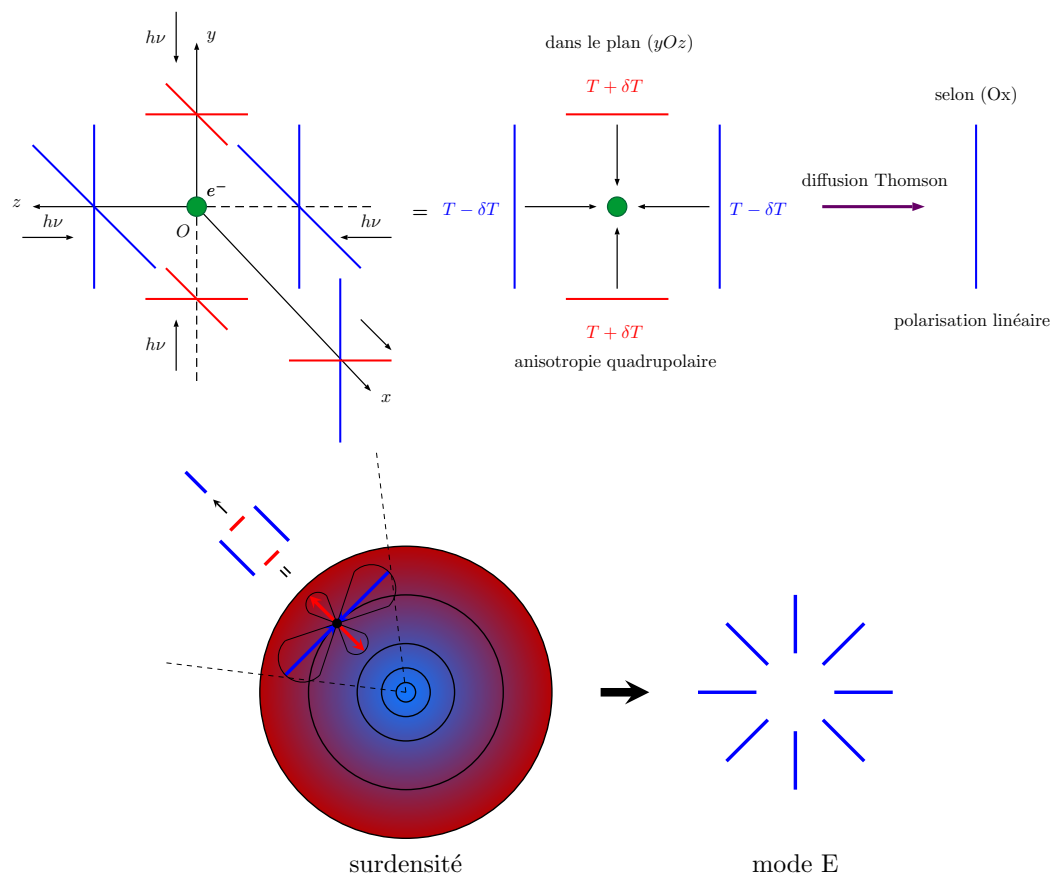 hν
y
e⁻
z
hν
O
hν
hν
x
=
dans le plan (yOz)
T + δT
T − δT
T − δT
T + δT
anisotropie quadrupolaire
diffusion Thomson
selon (Ox)
polarisation linéaire
=
surdensité
mode E